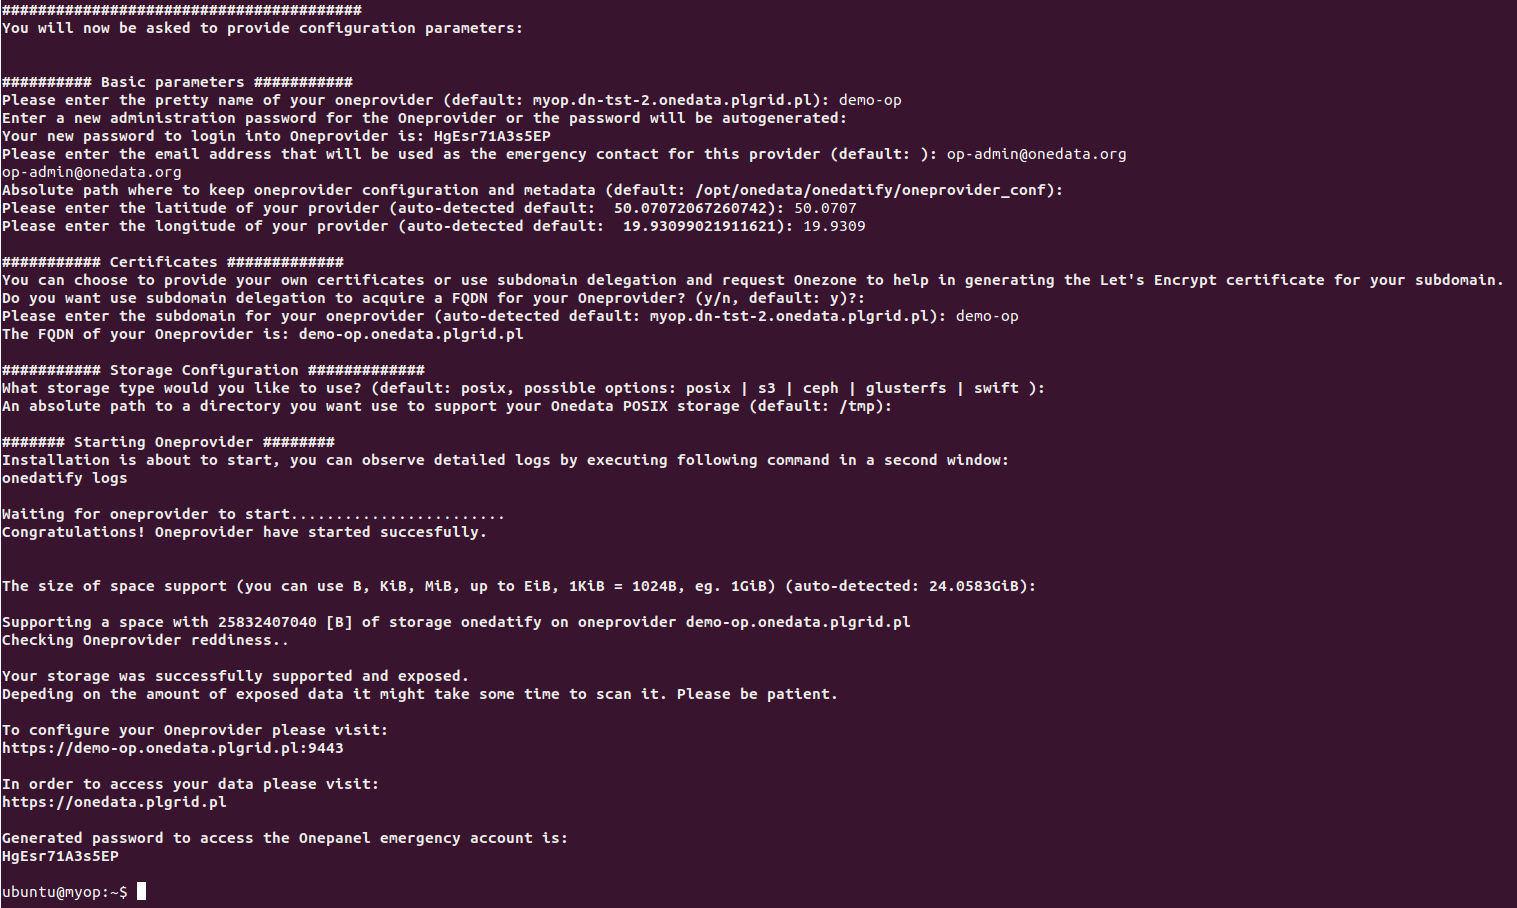 ########################################
You will now be asked to provide configuration parameters:
########## Basic parameters ###########
Please enter the pretty name of your oneprovider (default: myop.dn-tst-2.onedata.plgrid.pl): demo-op
Enter a new administration password for the Oneprovider or the password will be autogenerated:
Your new password to login into Oneprovider is: HgEsr71A3s5EP
Please enter the email address that will be used as the emergency contact for this provider (default: ): op-admin@onedata.org
op-admin@onedata.org
Absolute path where to keep oneprovider configuration and metadata (default: /opt/onedata/onedatify/oneprovider_conf):
Please enter the latitude of your provider (auto-detected default:  50.07072067260742): 50.0707
Please enter the longitude of your provider (auto-detected default:  19.93099021911621): 19.9309
########### Certificates #############
You can choose to provide your own certificates or use subdomain delegation and request Onezone to help in generating the Let's Encrypt certificate for your subdomain.
Do you want use subdomain delegation to acquire a FQDN for your Oneprovider? (y/n, default: y)?:
Please enter the subdomain for your oneprovider (auto-detected default: myop.dn-tst-2.onedata.plgrid.pl): demo-op
The FQDN of your Oneprovider is: demo-op.onedata.plgrid.pl
########### Storage Configuration #############
What storage type would you like to use? (default: posix, possible options: posix | s3 | ceph | glusterfs | swift ):
An absolute path to a directory you want use to support your Onedata POSIX storage (default: /tmp):
####### Starting Oneprovider ########
Installation is about to start, you can observe detailed logs by executing following command in a second window:
onedatify logs
Waiting for oneprovider to start........................
Congratulations! Oneprovider have started succesfully.
The size of space support (you can use B, KiB, MiB, up to EiB, 1KiB = 1024B, eg. 1GiB) (auto-detected: 24.0583GiB):
Supporting a space with 25832407040 [B] of storage onedatify on oneprovider demo-op.onedata.plgrid.pl
Checking Oneprovider reddiness..
Your storage was successfully supported and exposed.
Depeding on the amount of exposed data it might take some time to scan it. Please be patient.
To configure your Oneprovider please visit:
https://demo-op.onedata.plgrid.pl:9443
In order to access your data please visit:
https://onedata.plgrid.pl
Generated password to access the Onepanel emergency account is:
HgEsr71A3s5EP
ubuntu@myop:~$